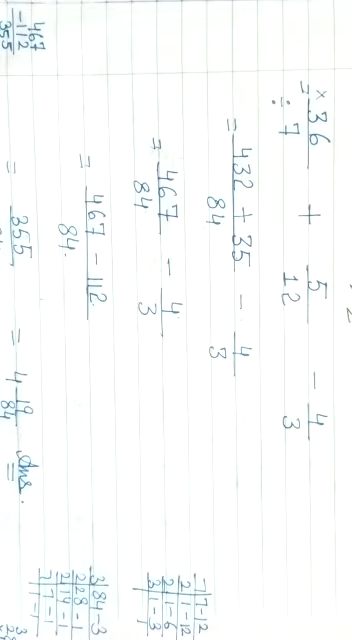 = 36/7 + 5/12 - 4/3
= 432 + 35/84 - 4/3
= 467/84 - 4/3
= 467 - 112/84
= 355 = 4 19/84 Ans.
467
-112
355
7 7-12
2 1-12
2 1-6
3 1-3
3 84-3
2 28-1
2 14-1
7 7-1
1-1